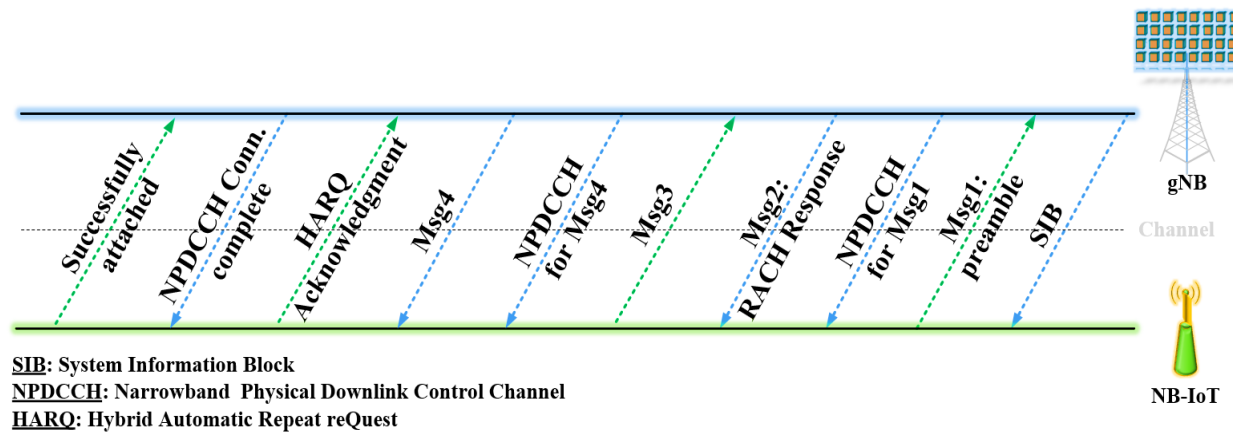 Successfully
attached
NPDCCH Conn.
complete
HARQ
Acknowledgment
Msg4
NPDCCH
for Msg4
Msg3
Msg2:
RACH Response
NPDCCH
for Msg1
Msg1:
preamble
SIB
gNB
Channel
NB-IoT
SIB: System Information Block
NPDCCH: Narrowband Physical Downlink Control Channel
HARQ: Hybrid Automatic Repeat reQuest